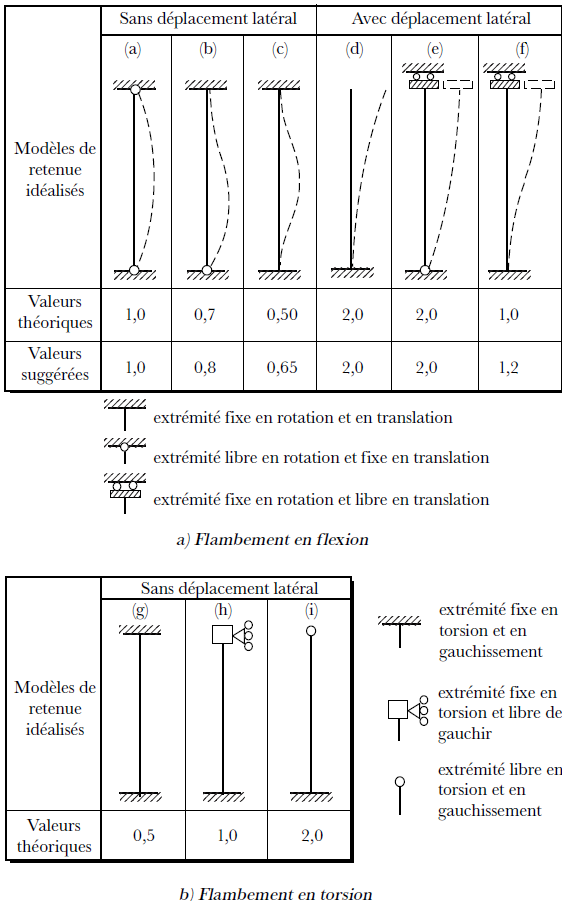 Sans déplacement latéral
Avec déplacement latéral
(a)
(b)
(c)
(d)
(e)
(f)
Modèles de
retenue
idéalisés
Valeurs
théoriques
1,0
0,7
0,50
2,0
2,0
1,0
Valeurs
suggérées
1,0
0,8
0,65
2,0
2,0
1,2
extrémité fixe en rotation et en translation
extrémité libre en rotation et fixe en translation
extrémité fixe en rotation et libre en translation
a) Flambement en flexion
Sans déplacement latéral
(g)
(h)
(i)
Modèles de
retenue
idéalisés
Valeurs
théoriques
0,5
1,0
2,0
extrémité fixe en
torsion et en
gauchissement
extrémité fixe en
torsion et libre de
gauchir
extrémité libre en
torsion et en
gauchissement
b) Flambement en torsion